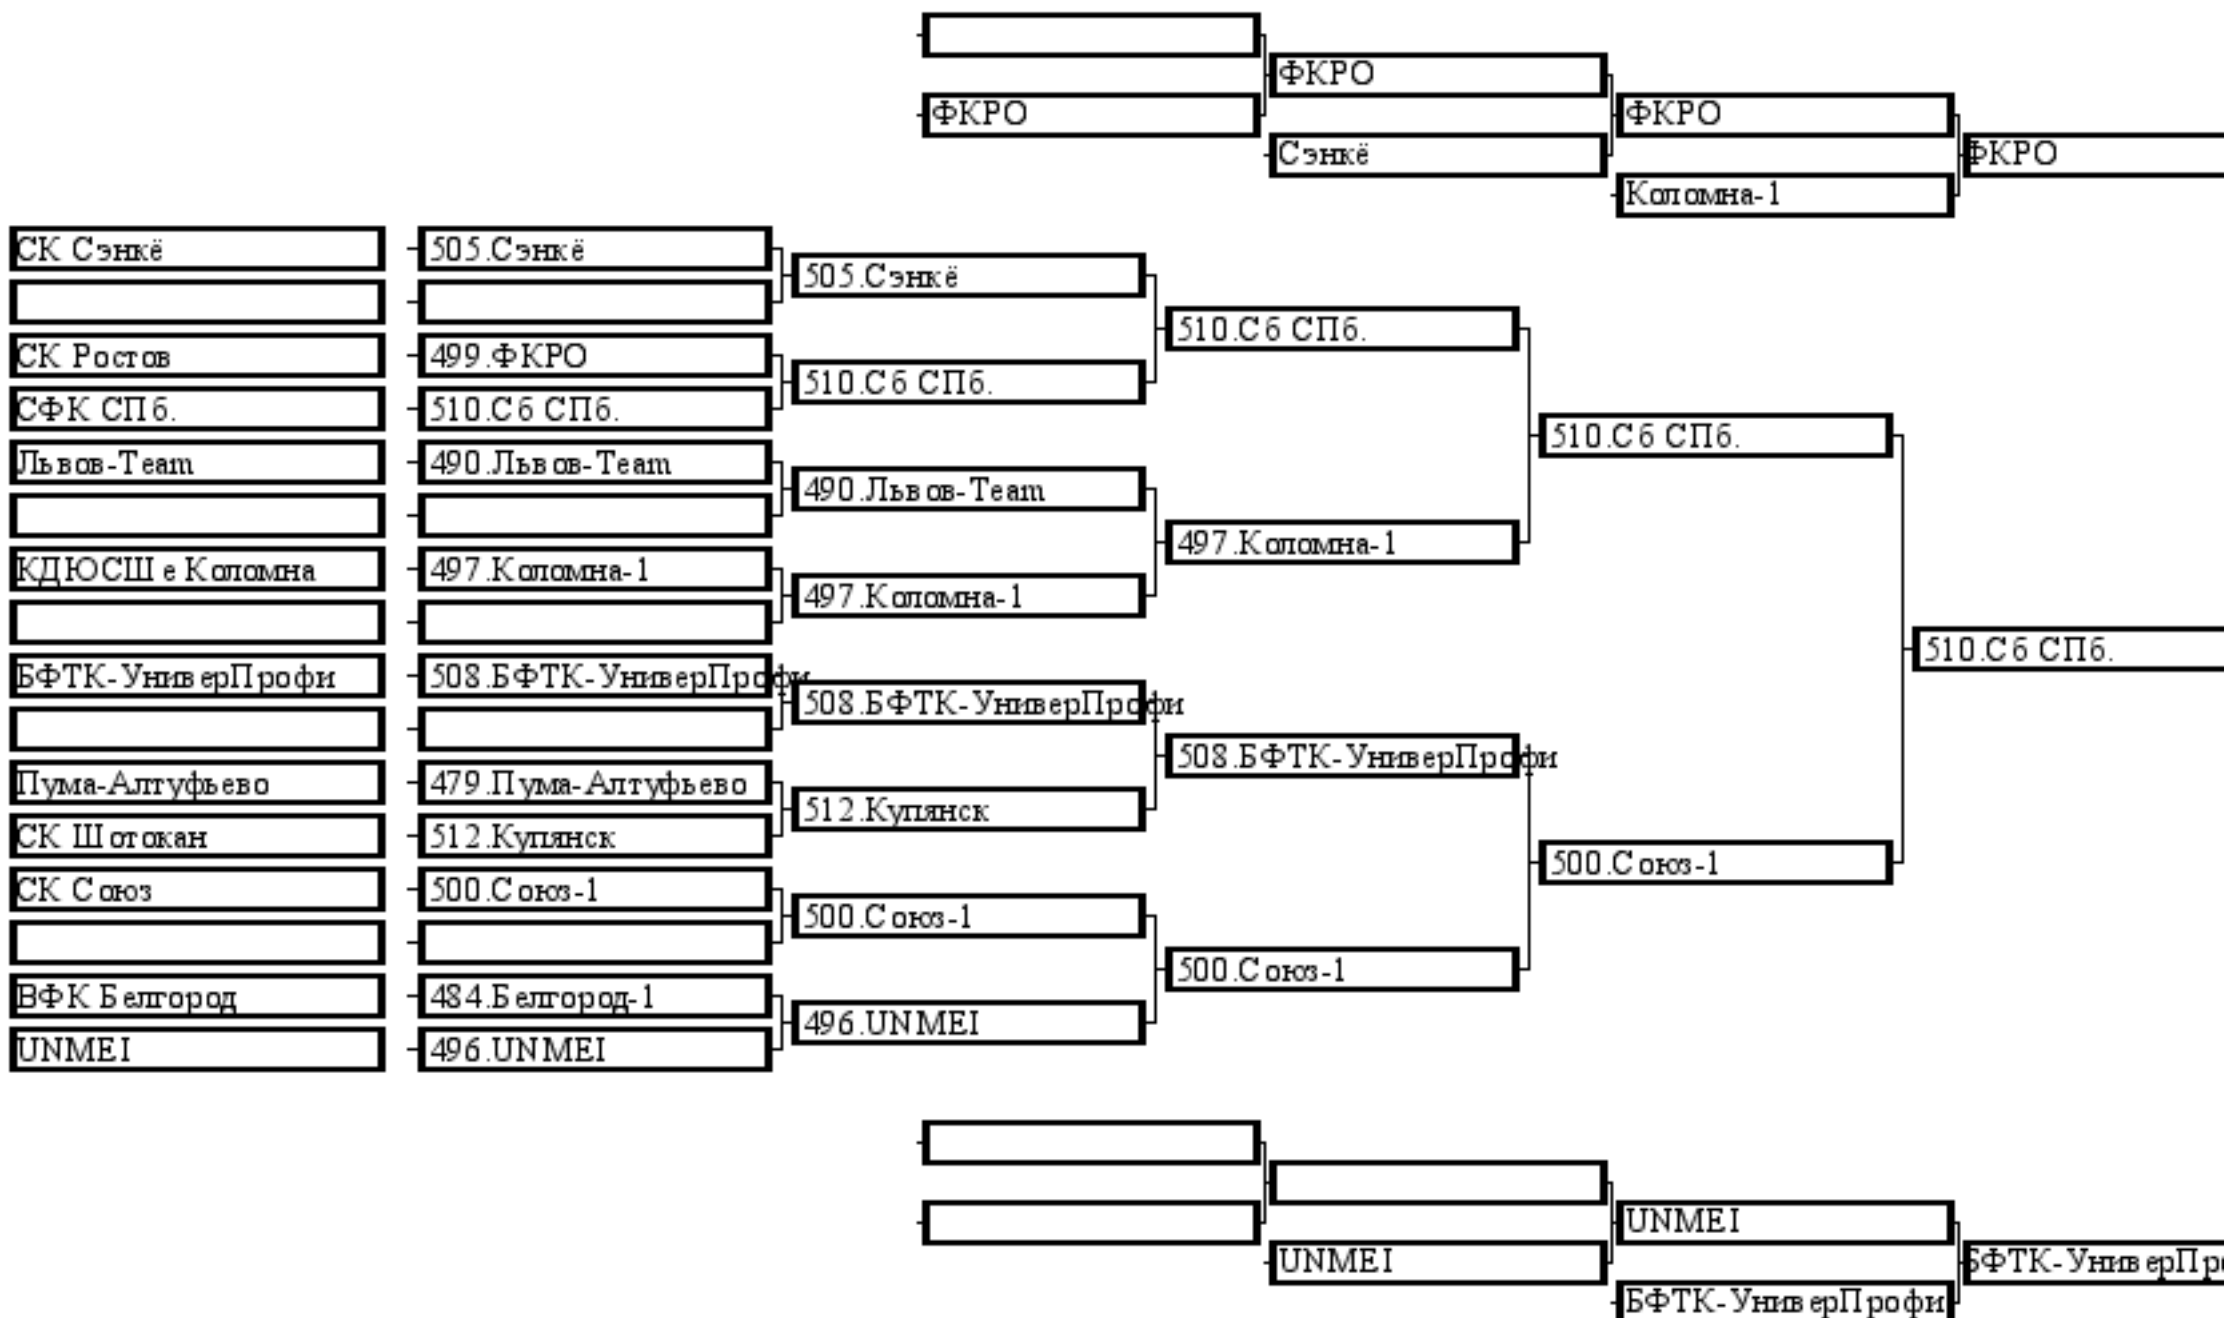 ФКРО
ФКРО
ФКРО
Сэнкё
ФКРО
Коломна-1
СК Сэнкё 505.Сэнкё
505.Сэнкё
510.Сб СПб.
СК Ростов 499.ФКРО
510.Сб СПб.
СФК СПб. 510.Сб СПб.
510.Сб СПб.
Львов-Team 490.Львов-Team
490.Львов-Team
497.Коломна-1
КДЮСШ е Коломна 497.Коломна-1
497.Коломна-1
510.Сб СПб.
БФТК-УниверПрофи 508.БФТК-УниверПрофи
508.БФТК-УниверПрофи
508.БФТК-УниверПрофи
Пума-Алтуфьево 479.Пума-Алтуфьево
512.Купянск
СК Шотокан 512.Купянск
500.Союз-1
СК Союз 500.Союз-1
500.Союз-1
500.Союз-1
ВФК Белгород 484.Белгород-1
496.UNMEI
UNMEI 496.UNMEI
UNMEI
UNMEI
БФТК-УниверПр
БФТК-УниверПрофи